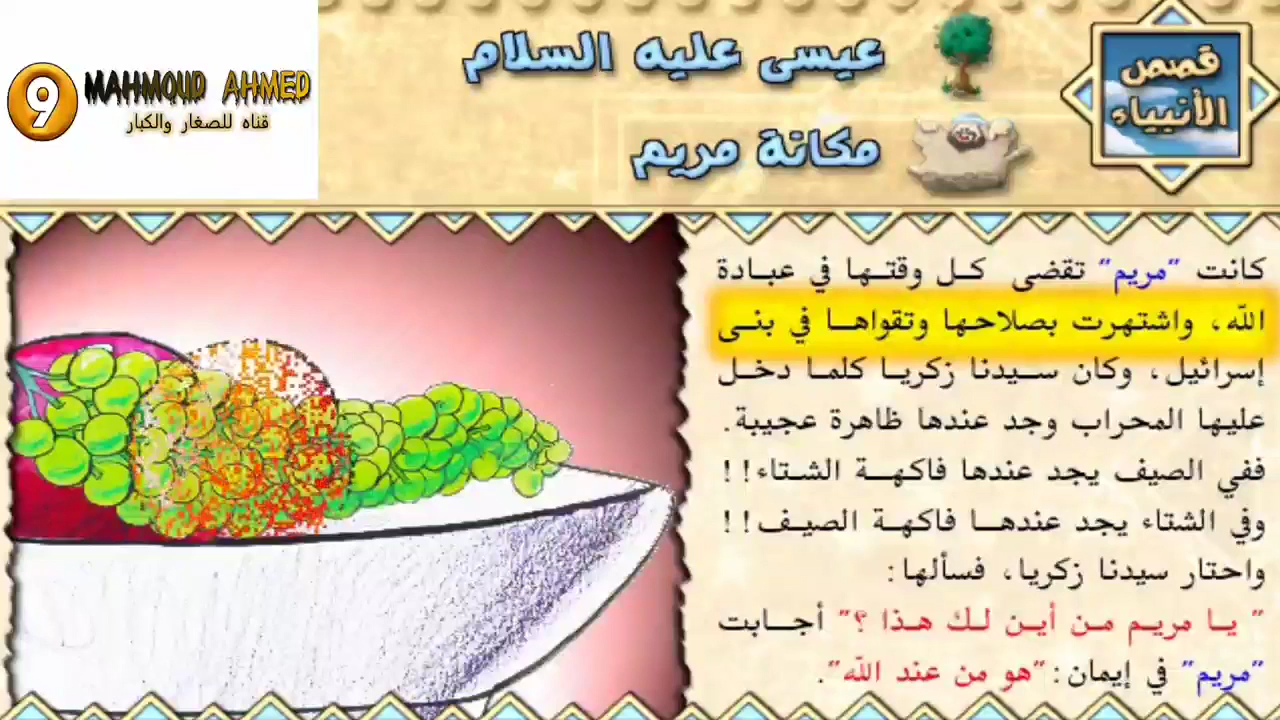 9
MAHMOUD AHMED
قناه للصغار والكبار
عيسى عليه السلام
مكانة مريم
قصص
الأنبياء
كانت "مريم" تقضى كل وقتها في عبادة
الله، واشتهرت بصلاحها وتقواها في بنى
إسرائيل، وكان سيدنا زكريا كلما دخل
عليها المحراب وجد عندها ظاهرة عجيبة.
ففي الصيف يجد عندها فاكهة الشتاء!!
وفي الشتاء يجد عندها فاكهة الصيف!!
واحتار سيدنا زكريا، فسألها:
" يا مريم من أين لك هذا ؟" أجابت
"مريم" في إيمان: "هو من عند الله".